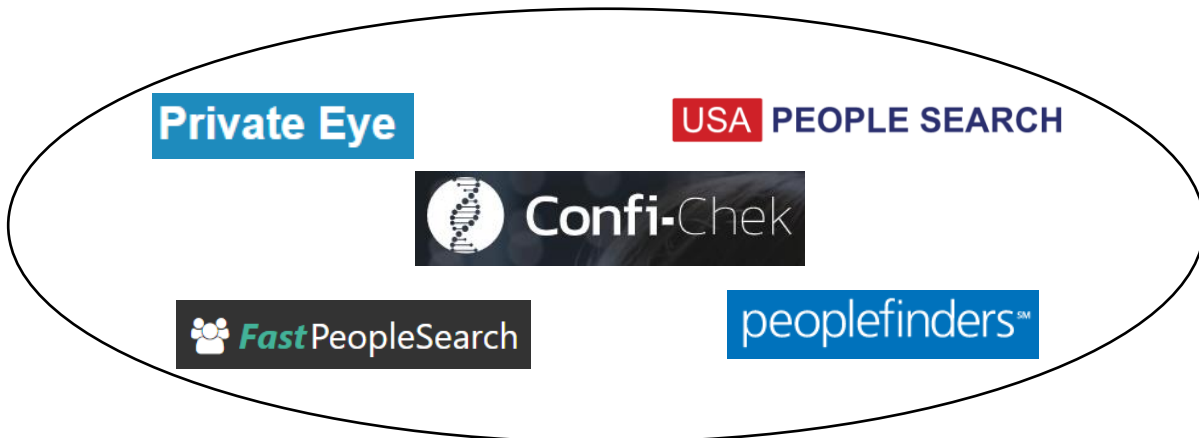 Private Eye
USA PEOPLE SEARCH
Confi-Chek
FastPeopleSearch
peoplefinders℠